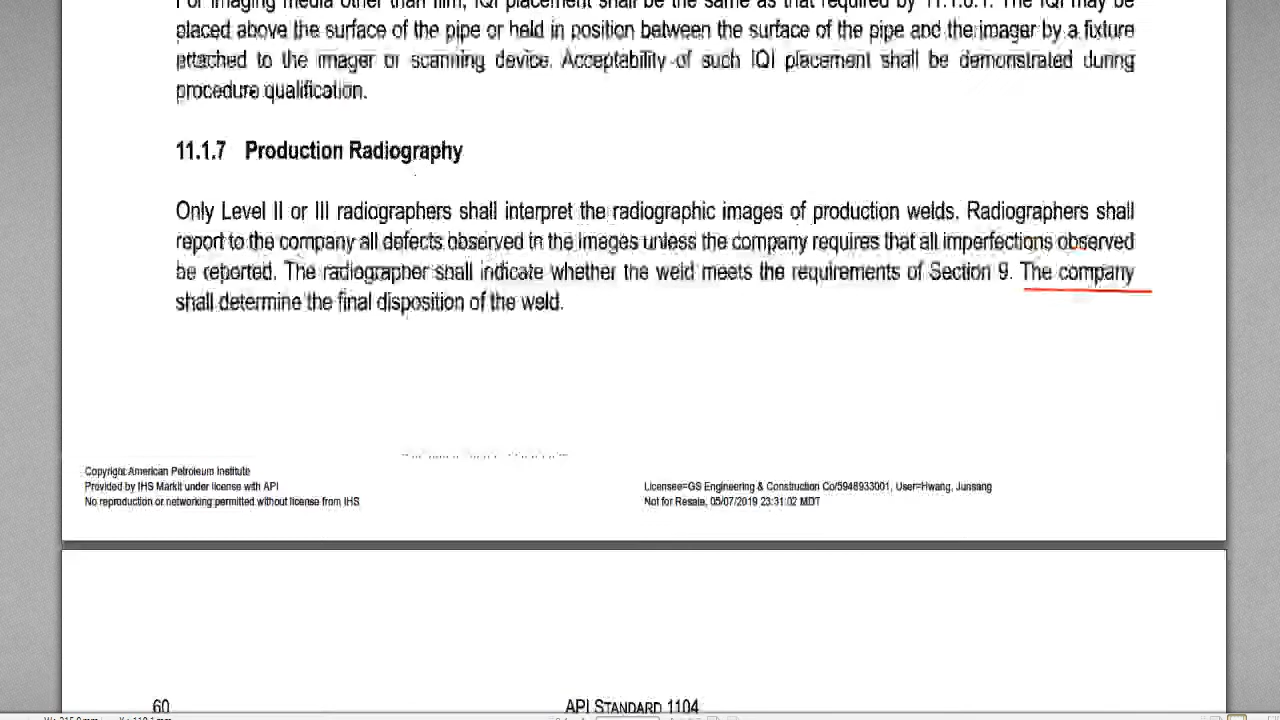 For imaging media other than film, IQI placement shall be the same as that required by 11.1.6.1. The IQI may be
placed above the surface of the pipe or held in position between the surface of the pipe and the imager by a fixture
attached to the imager or scanning device. Acceptability of such IQI placement shall be demonstrated during
procedure qualification.
11.1.7 Production Radiography
Only Level II or III radiographers shall interpret the radiographic images of production welds. Radiographers shall
report to the company all defects observed in the images unless the company requires that all imperfections observed
be reported. The radiographer shall indicate whether the weld meets the requirements of Section 9. The company
shall determine the final disposition of the weld.
Copyright American Petroleum Institute
Provided by IHS Markit under license with API
No reproduction or networking permitted without license from IHS
Licensee=GS Engineering & Construction Co/5948933001, User=Hwang, Junsang
Not for Resale, 05/07/2019 23:31:02 MDT
60 API STANDARD 1104